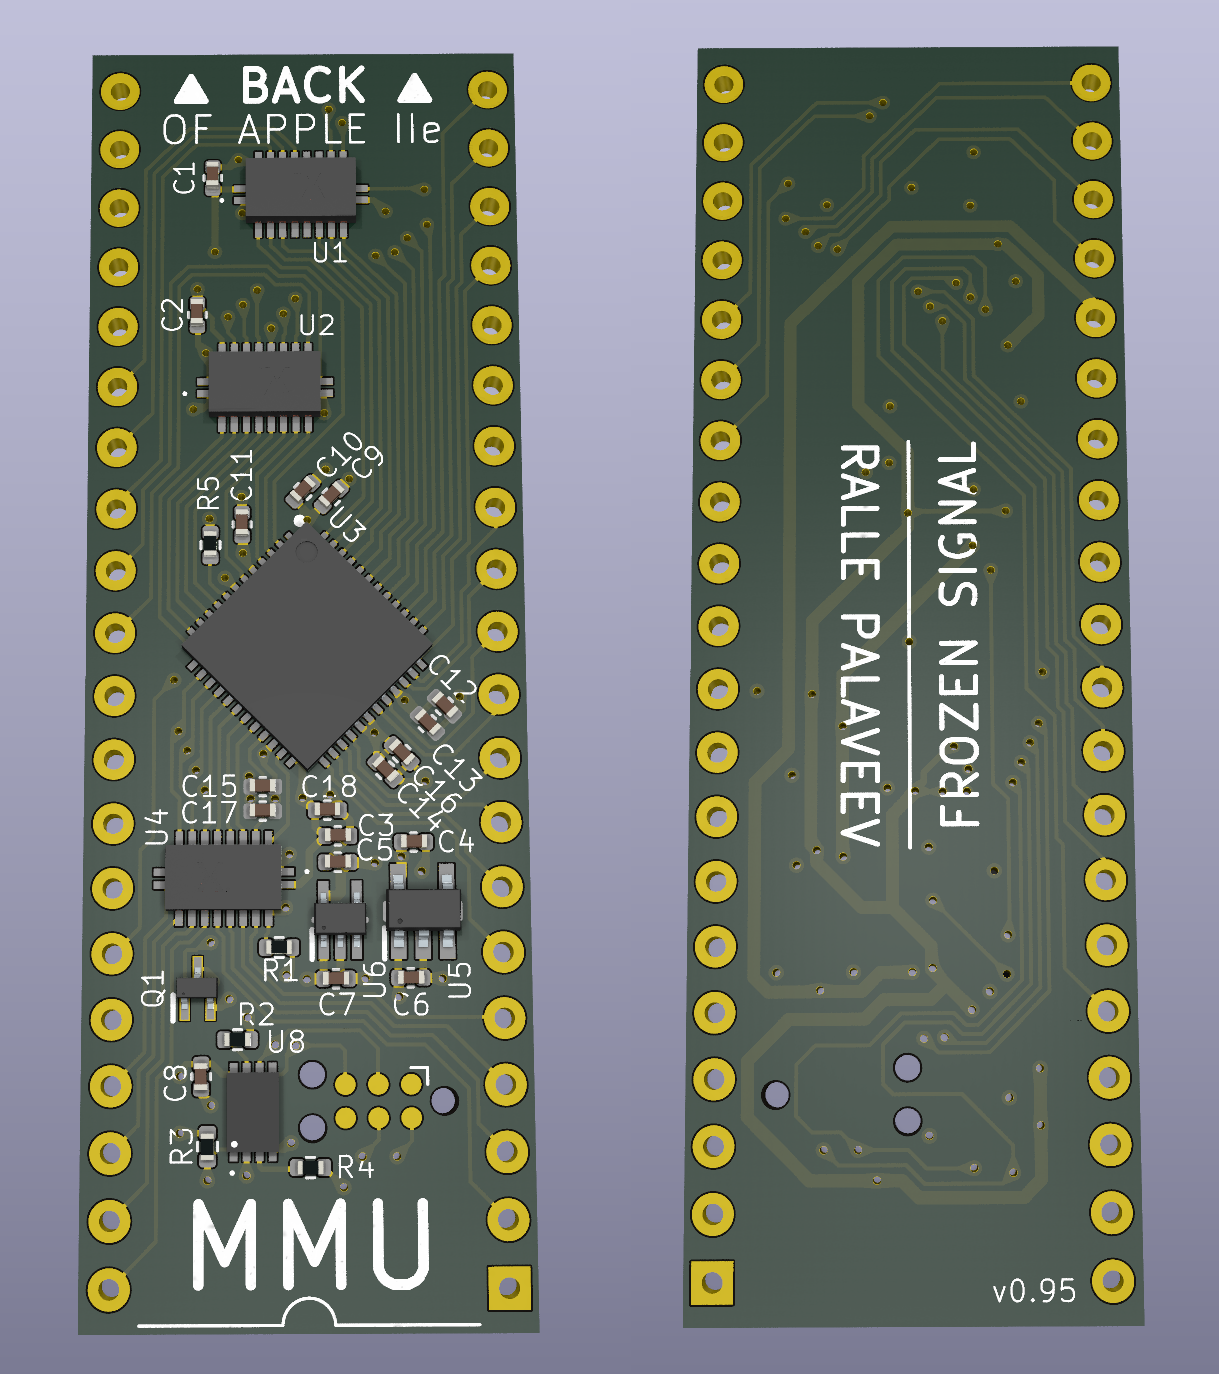 BACK
OF APPLE IIe
C1
U1
C2
U2
C10
C9
C11
R5
U3
C12
C13
C16
C14
C15
C18
C17
U4
C3
C4
C5
R1
U6
U5
Q1
C7
C6
R2
U8
C8
R3
R4
MMU
RALLE PALAVEEV
FROZEN SIGNAL
v0.95